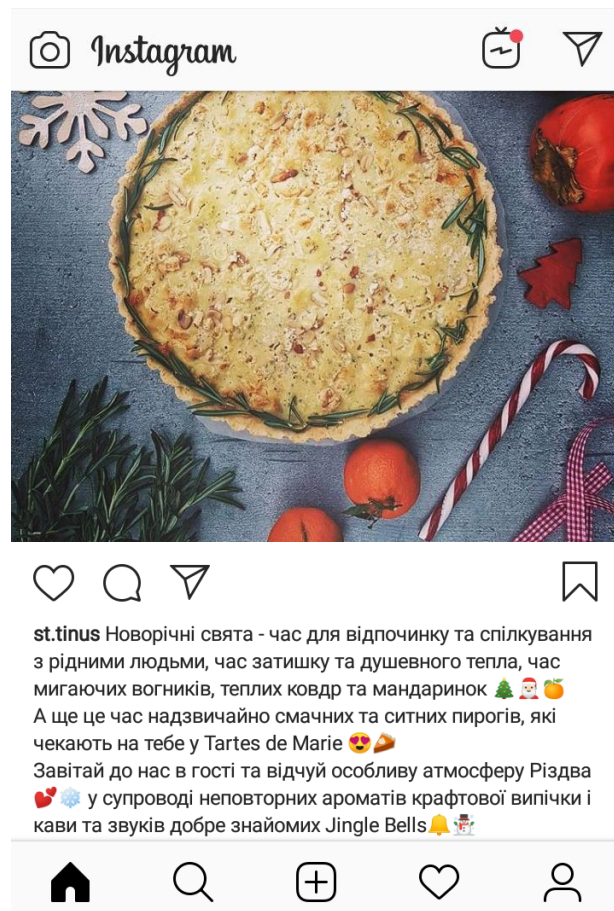 Instagram
st.tinus Новорічні свята - час для відпочинку та спілкування
з рідними людьми, час затишку та душевного тепла, час
мигаючих вогників, теплих ковдр та мандаринок 🎄🎅🍊
А ще це час надзвичайно смачних та ситних пирогів, які
чекають на тебе у Tartes de Marie 😍🥧
Завітай до нас в гості та відчуй особливу атмосферу Різдва
💕❄️ у супроводі неповторних ароматів крафтової випічки і
кави та звуків добре знайомих Jingle Bells🔔⛄